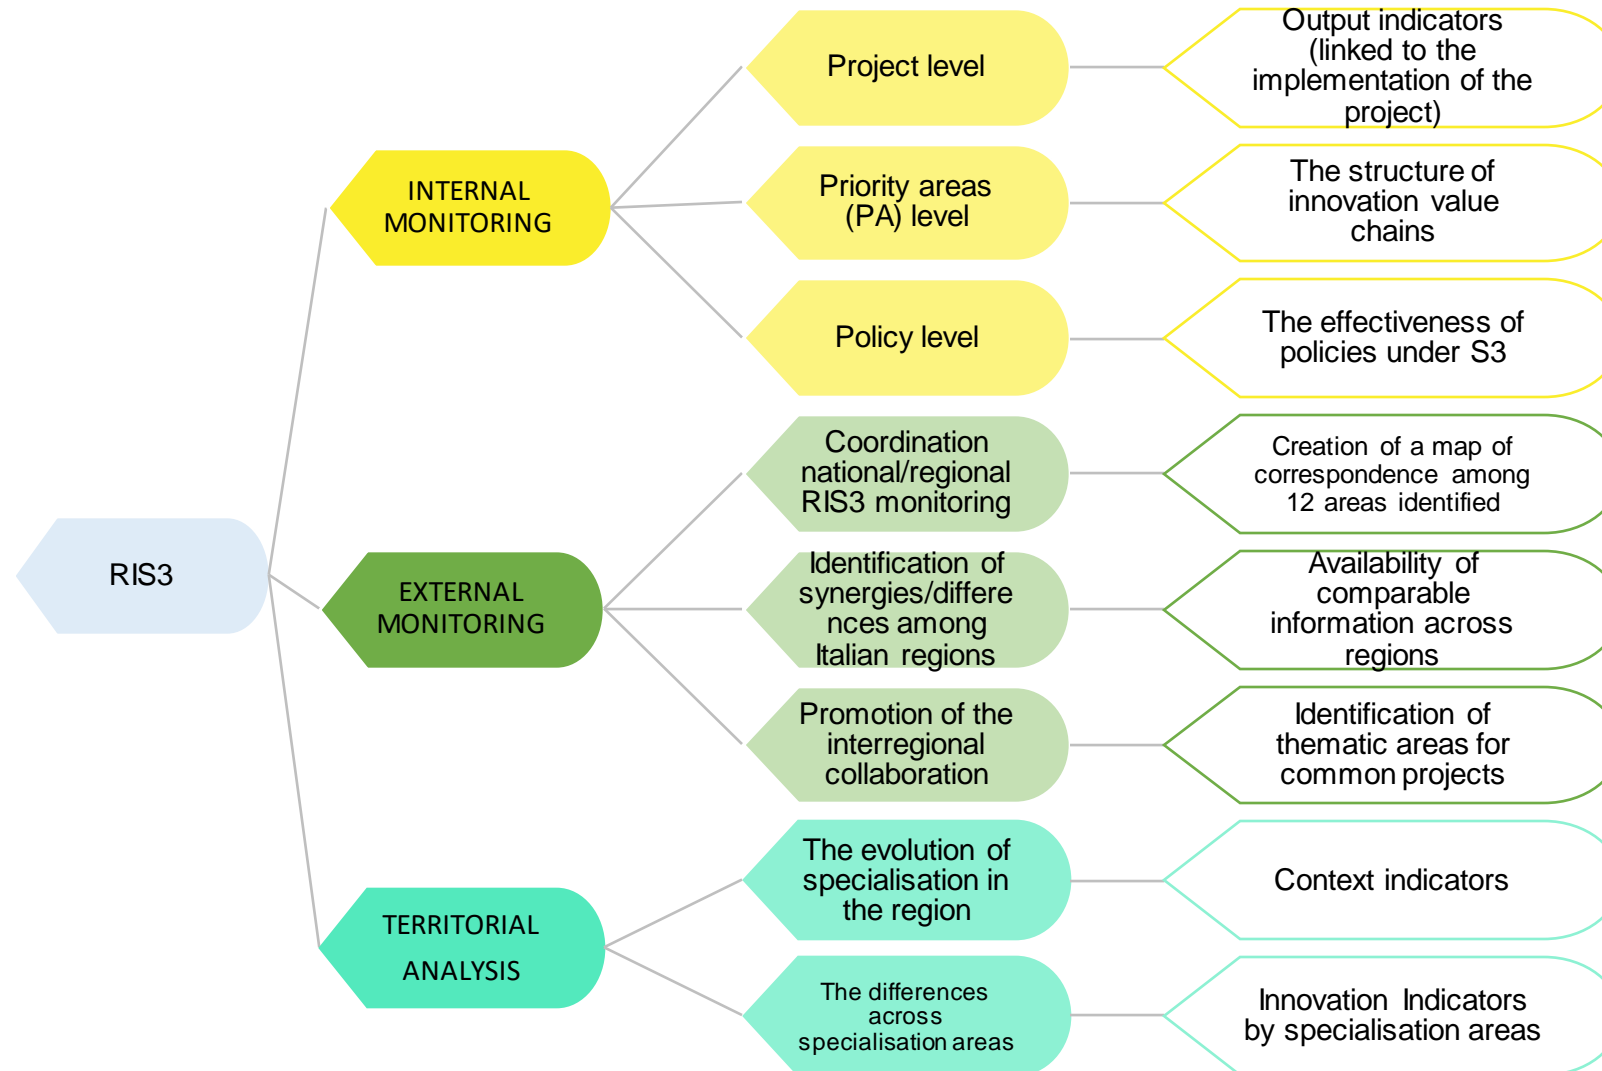 RIS3
INTERNAL
MONITORING
Project level
Output indicators
(linked to the
implementation of the
project)
Priority areas
(PA) level
The structure of
innovation value
chains
Policy level
The effectiveness of
policies under S3
EXTERNAL
MONITORING
Coordination
national/regional
RIS3 monitoring
Creation of a map of
correspondence among
12 areas identified
Identification of
synergies/differe
nces among
Italian regions
Availability of
comparable
information across
regions
Promotion of the
interregional
collaboration
Identification of
thematic areas for
common projects
TERRITORIAL
ANALYSIS
The evolution of
specialisation in
the region
Context indicators
The differences
across
specialisation areas
Innovation Indicators
by specialisation areas